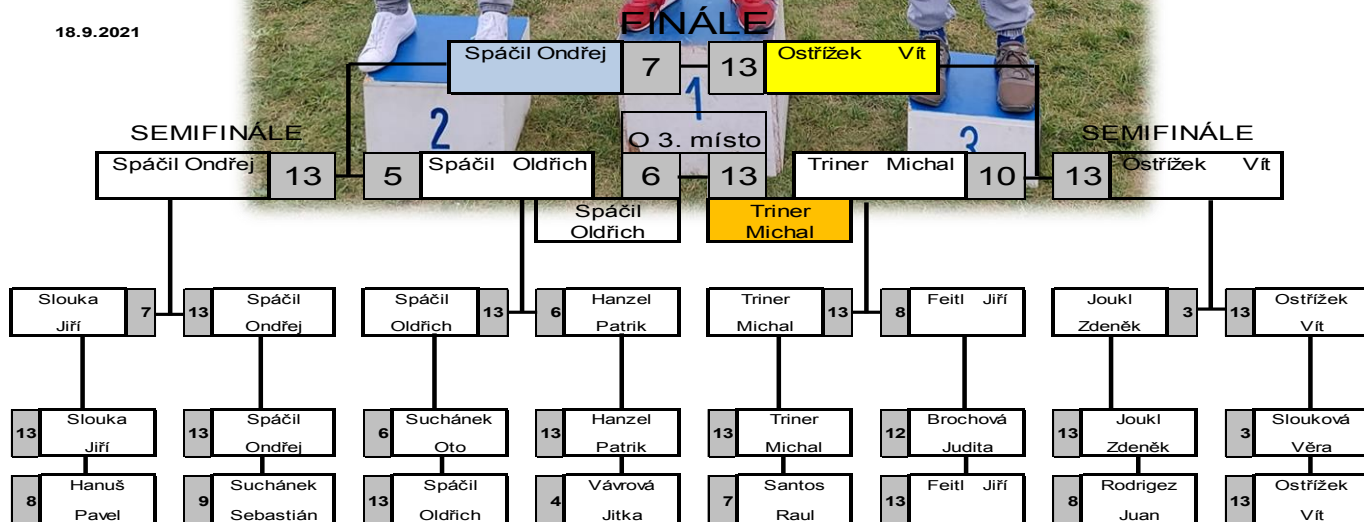 FINÁLE
18.9.2021
Spáčil Ondřej 7 13 Ostřížek Vít
1
2
3
SEMIFINÁLE O 3. místo SEMIFINÁLE
Spáčil Ondřej 13 5 Spáčil Oldřich 6 13 Triner Michal 10 13 Ostřížek Vít
Spáčil Triner
Oldřich Michal
Slouka 7 13 Spáčil Spáčil 13 6 Hanzel Triner 13 8 Feitl Jiří Joukl 3 13 Ostřížek
Jiří Ondřej Oldřich Patrik Michal Zdeněk Vít
13 Slouka 13 Spáčil 6 Suchánek 13 Hanzel 13 Triner 12 Brochová 13 Joukl 3 Slouková
Jiří Ondřej Oto Patrik Michal Judita Zdeněk Věra
8 Hanuš 9 Suchánek 13 Spáčil 4 Vávrová 7 Santos 13 Feitl Jiří 8 Rodrigez 13 Ostřížek
Pavel Sebastián Oldřich Jitka Raul Juan Vít